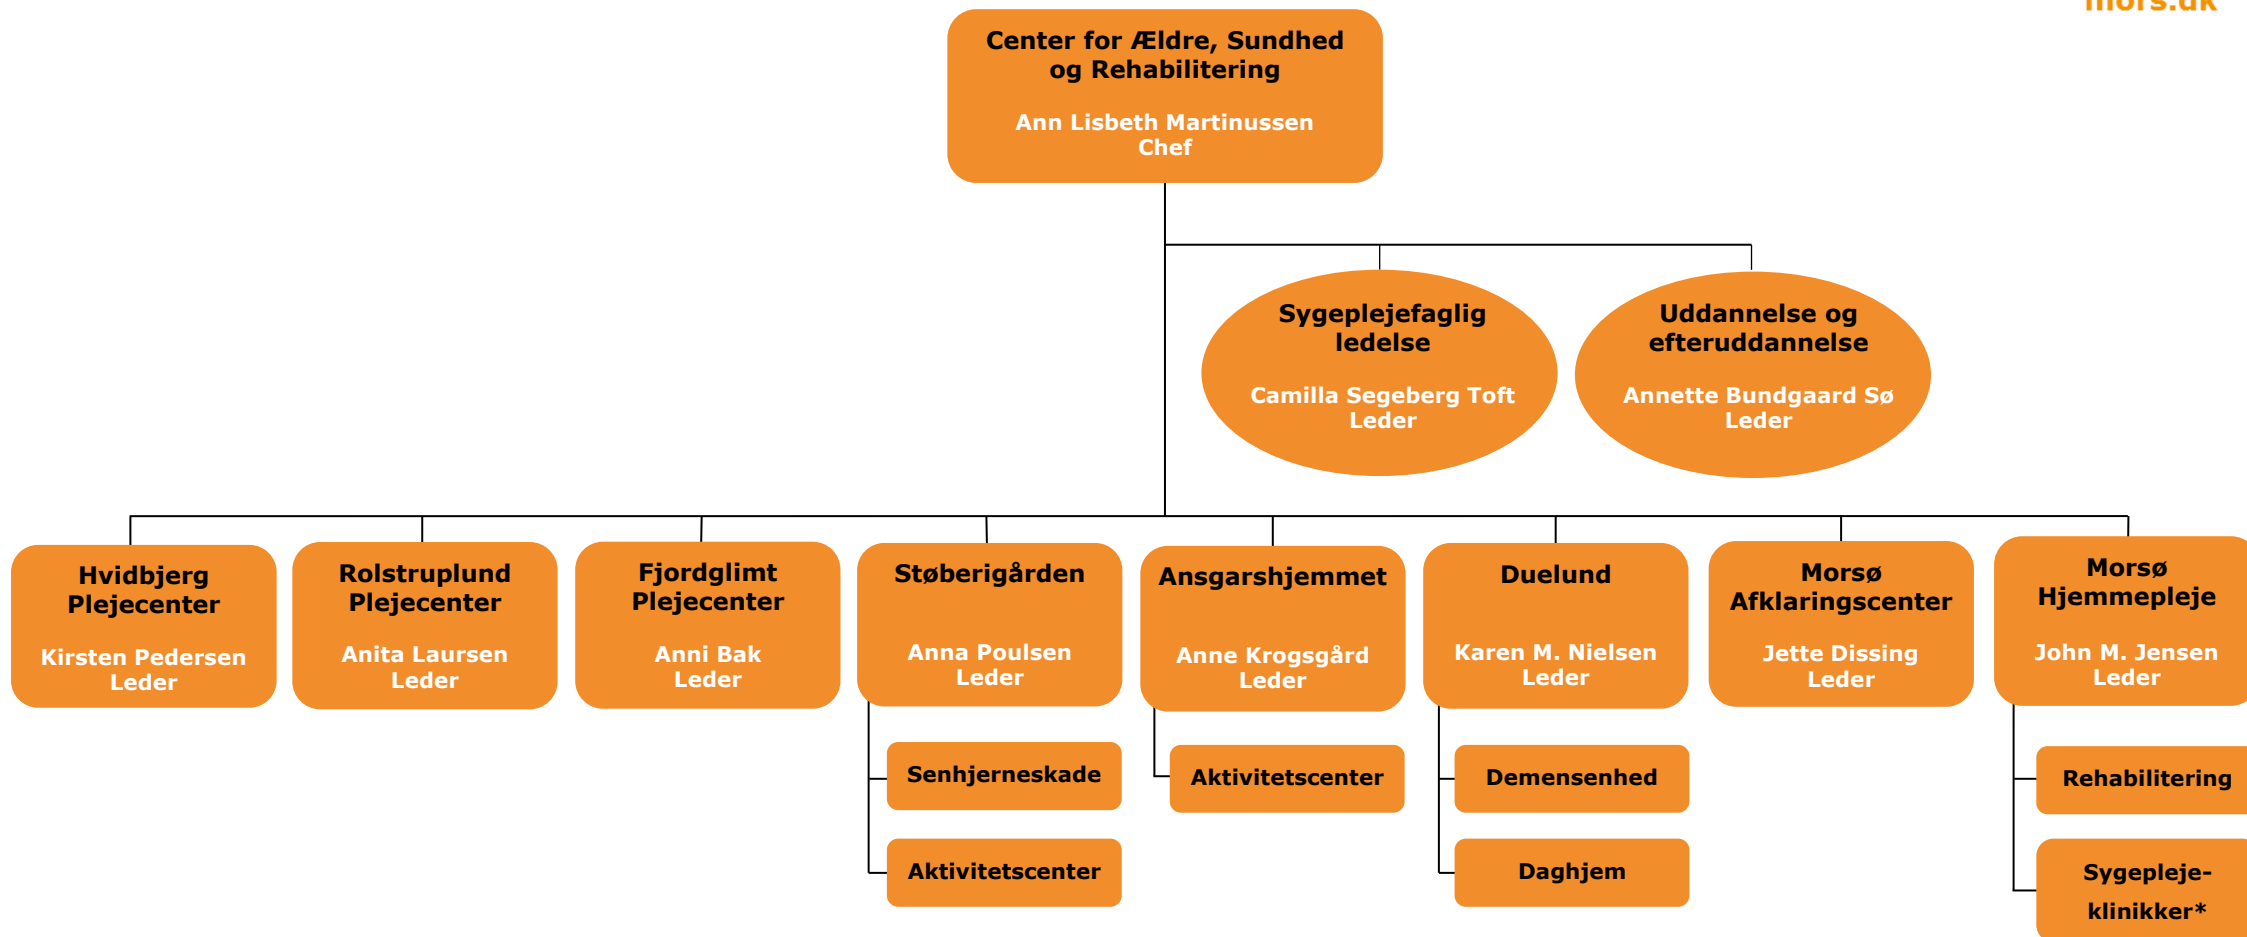 mors.dk
Center for Ældre, Sundhed
og Rehabilitering
Ann Lisbeth Martinussen
Chef
Sygeplejefaglig
ledelse
Camilla Segeberg Toft
Leder
Uddannelse og
efteruddannelse
Annette Bundgaard Sø
Leder
Hvidbjerg
Plejecenter
Kirsten Pedersen
Leder
Rolstruplund
Plejecenter
Anita Laursen
Leder
Fjordglimt
Plejecenter
Anni Bak
Leder
Støberigården
Anna Poulsen
Leder
Senhjerneskade
Aktivitetscenter
Ansgarshjemmet
Anne Krogsgård
Leder
Aktivitetscenter
Duelund
Karen M. Nielsen
Leder
Demensenhed
Daghjem
Morsø
Afklaringscenter
Jette Dissing
Leder
Morsø
Hjemmepleje
John M. Jensen
Leder
Rehabilitering
Sygepleje-
klinikker*